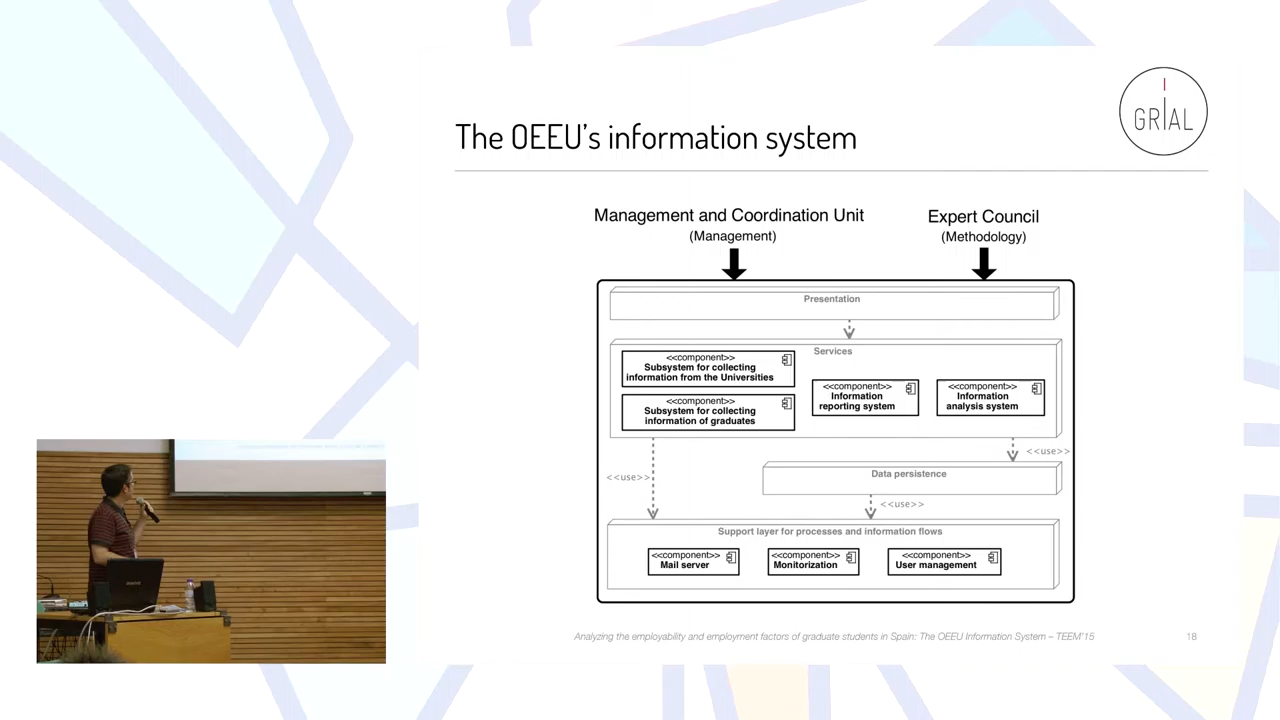 GRIAL
The OEEU's information system
Management and Coordination Unit
(Management)
Expert Council
(Methodology)
Presentation
Services
<<component>>
Subsystem for collecting
information from the Universities
<<component>>
Subsystem for collecting
information of graduates
<<component>>
Information
reporting system
<<component>>
Information
analysis system
<<use>>
<<use>>
Data persistence
<<use>>
Support layer for processes and information flows
<<component>>
Mail server
<<component>>
Monitorization
<<component>>
User management
Analyzing the employability and employment factors of graduate students in Spain: The OEEU Information System – TEEM'15
18